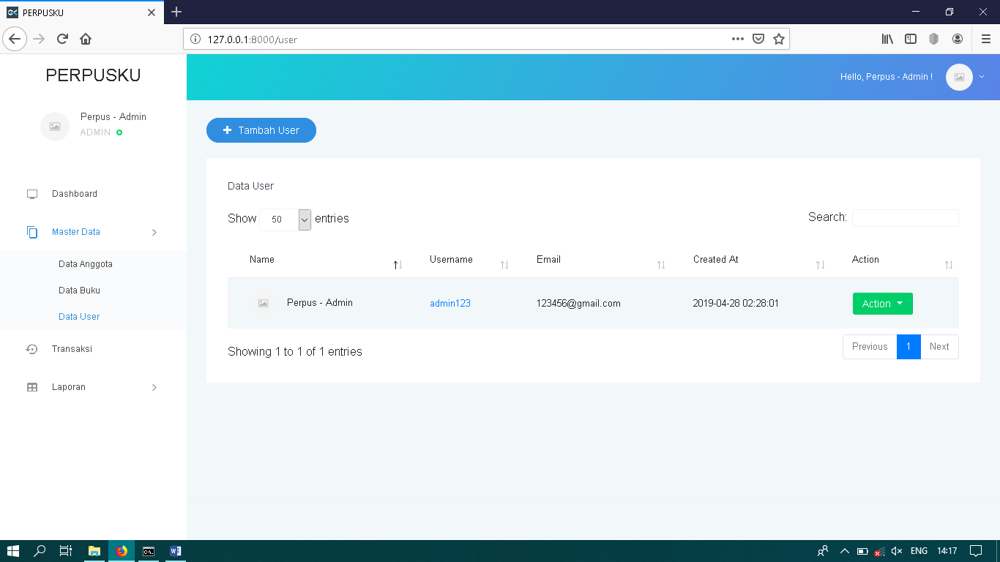 PERPUSKU
127.0.0.1:8000/user
PERPUSKU
Hello, Perpus - Admin !
Perpus - Admin
ADMIN
Tambah User
Dashboard
Master Data
Data Anggota
Data Buku
Data User
Transaksi
Laporan
Data User
Show 50 entries
Search:
Name Username Email Created At Action
Perpus - Admin admin123 123456@gmail.com 2019-04-28 02:28:01 Action
Showing 1 to 1 of 1 entries
Previous 1 Next
ENG 14:17